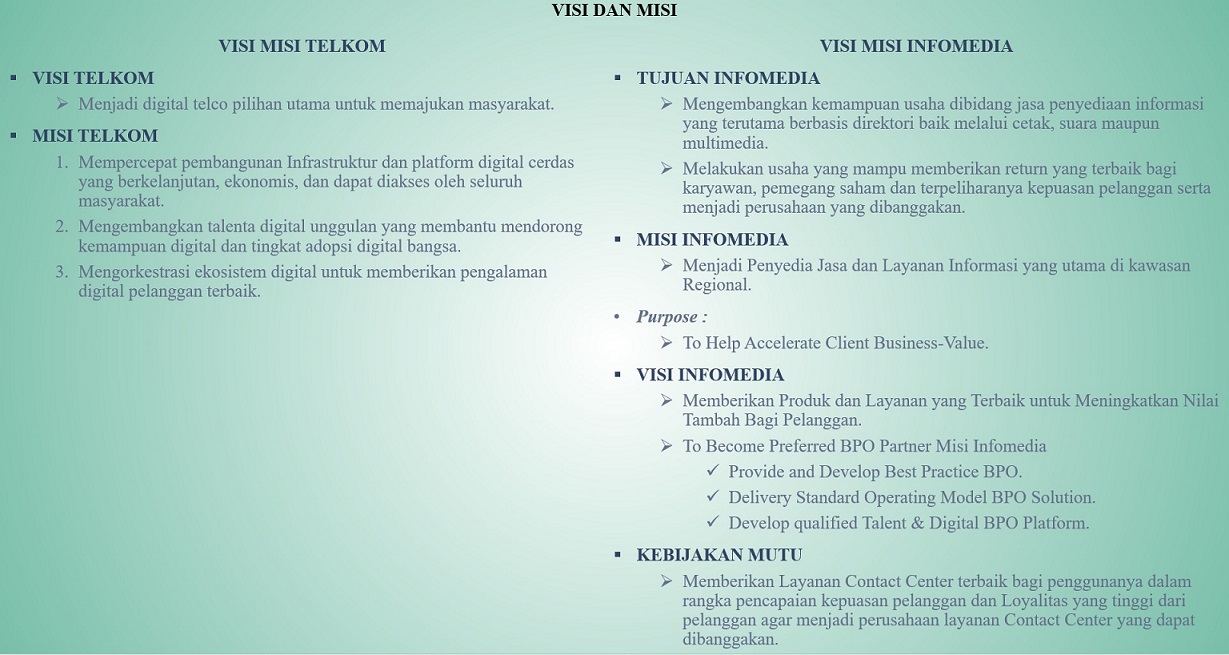 VISI DAN MISI
VISI MISI TELKOM
▪ VISI TELKOM
➢ Menjadi digital telco pilihan utama untuk memajukan masyarakat.
▪ MISI TELKOM
1. Mempercepat pembangunan Infrastruktur dan platform digital cerdas
yang berkelanjutan, ekonomis, dan dapat diakses oleh seluruh
masyarakat.
2. Mengembangkan talenta digital unggulan yang membantu mendorong
kemampuan digital dan tingkat adopsi digital bangsa.
3. Mengorkestrasi ekosistem digital untuk memberikan pengalaman
digital pelanggan terbaik.
VISI MISI INFOMEDIA
▪ TUJUAN INFOMEDIA
➢ Mengembangkan kemampuan usaha dibidang jasa penyediaan informasi
yang terutama berbasis direktori baik melalui cetak, suara maupun
multimedia.
➢ Melakukan usaha yang mampu memberikan return yang terbaik bagi
karyawan, pemegang saham dan terpeliharanya kepuasan pelanggan serta
menjadi perusahaan yang dibanggakan.
▪ MISI INFOMEDIA
➢ Menjadi Penyedia Jasa dan Layanan Informasi yang utama di kawasan
Regional.
• Purpose :
➢ To Help Accelerate Client Business-Value.
▪ VISI INFOMEDIA
➢ Memberikan Produk dan Layanan yang Terbaik untuk Meningkatkan Nilai
Tambah Bagi Pelanggan.
➢ To Become Preferred BPO Partner Misi Infomedia
✓ Provide and Develop Best Practice BPO.
✓ Delivery Standard Operating Model BPO Solution.
✓ Develop qualified Talent & Digital BPO Platform.
▪ KEBIJAKAN MUTU
➢ Memberikan Layanan Contact Center terbaik bagi penggunanya dalam
rangka pencapaian kepuasan pelanggan dan Loyalitas yang tinggi dari
pelanggan agar menjadi perusahaan layanan Contact Center yang dapat
dibanggakan.